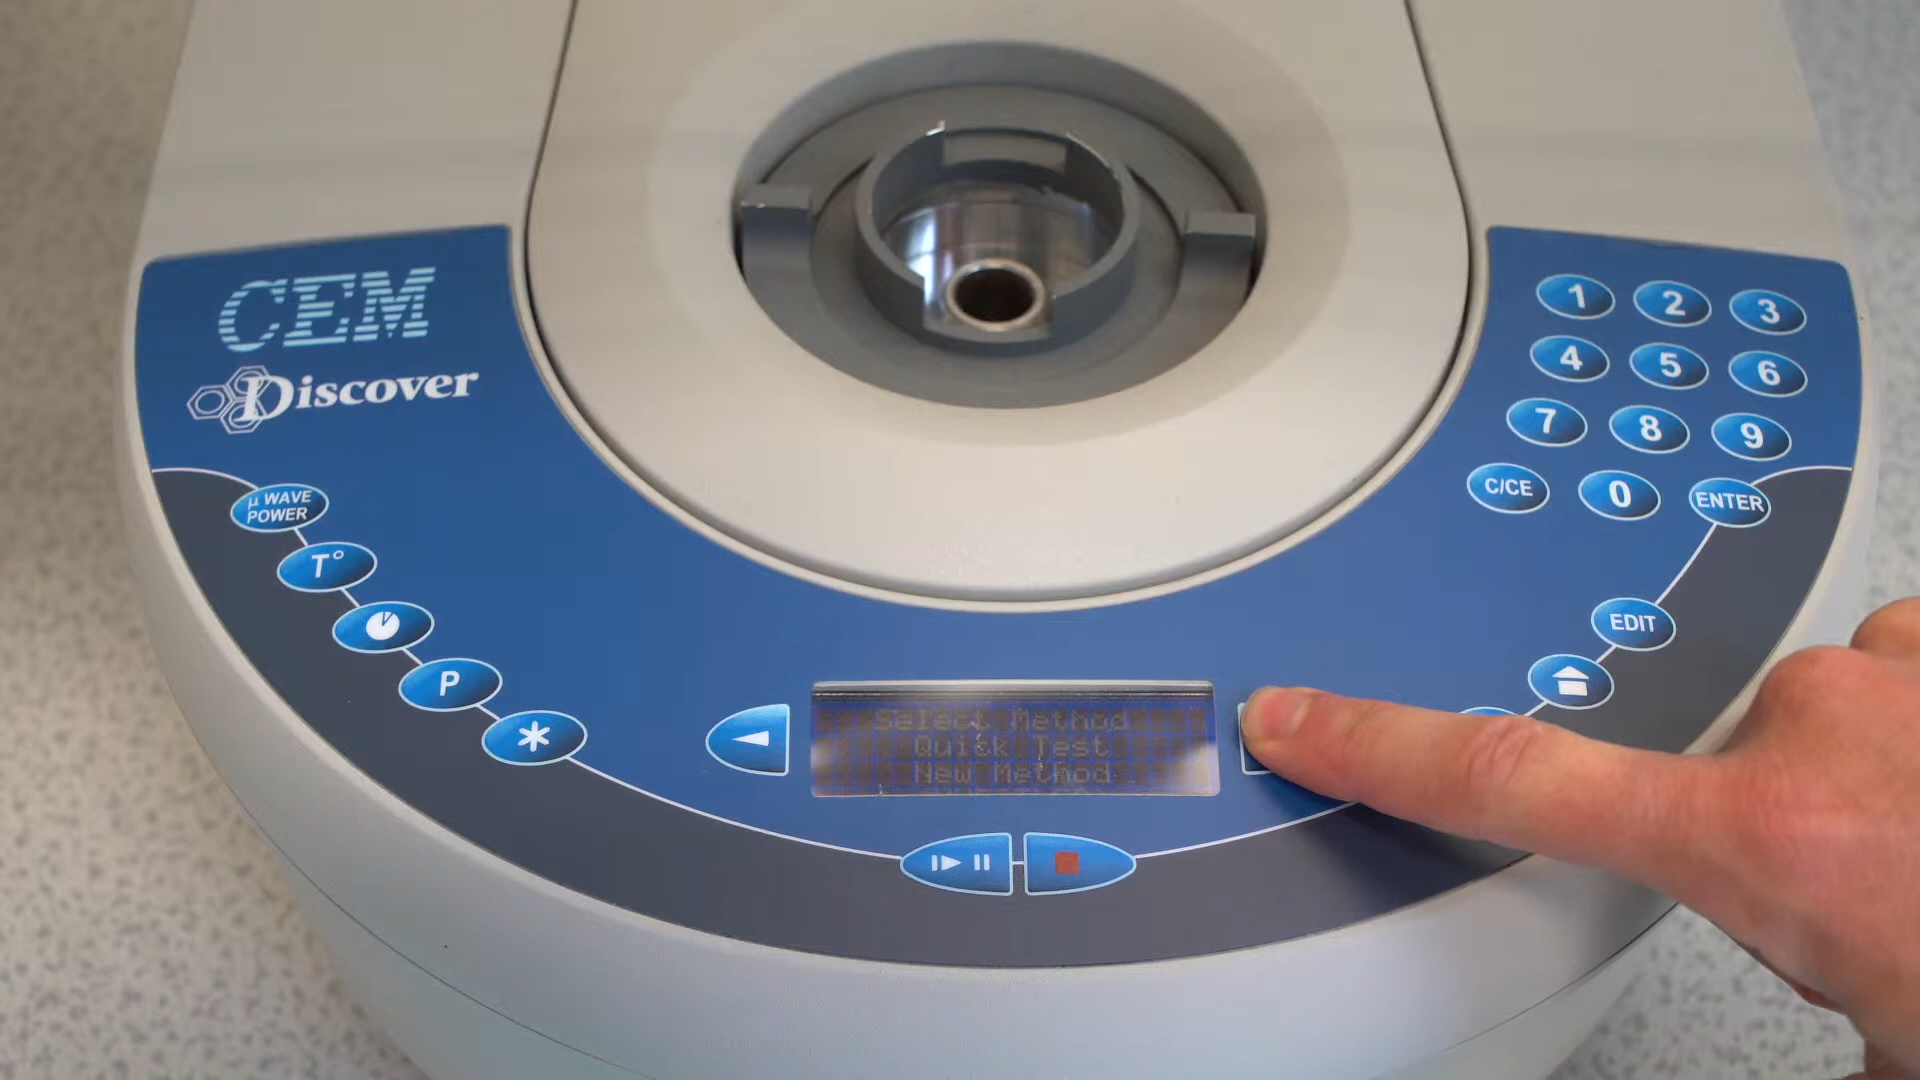 CEM
Discover
μ WAVE
POWER
T°
P
*
1 2 3
4 5 6
7 8 9
C/CE 0 ENTER
EDIT
Select Method
Quick Test
New Method